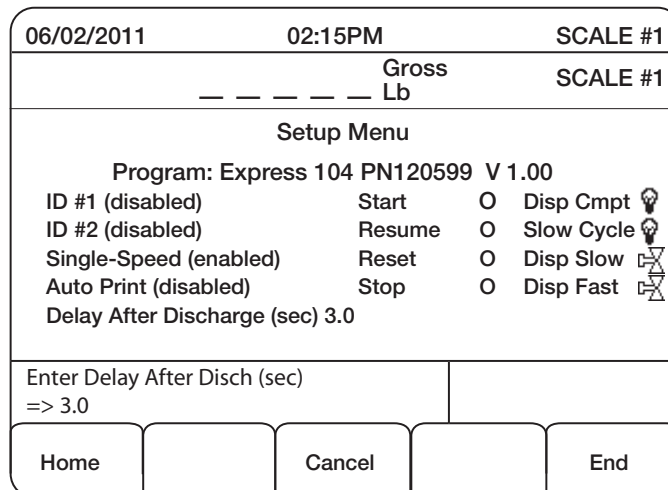 06/02/2011 02:15PM SCALE #1
Gross SCALE #1
_ _ _ _ _ Lb
Setup Menu
Program: Express 104 PN120599 V 1.00
ID #1 (disabled) Start O Disp Cmpt
ID #2 (disabled) Resume O Slow Cycle
Single-Speed (enabled) Reset O Disp Slow
Auto Print (disabled) Stop O Disp Fast
Delay After Discharge (sec) 3.0
Enter Delay After Disch (sec)
=> 3.0
Home Cancel End